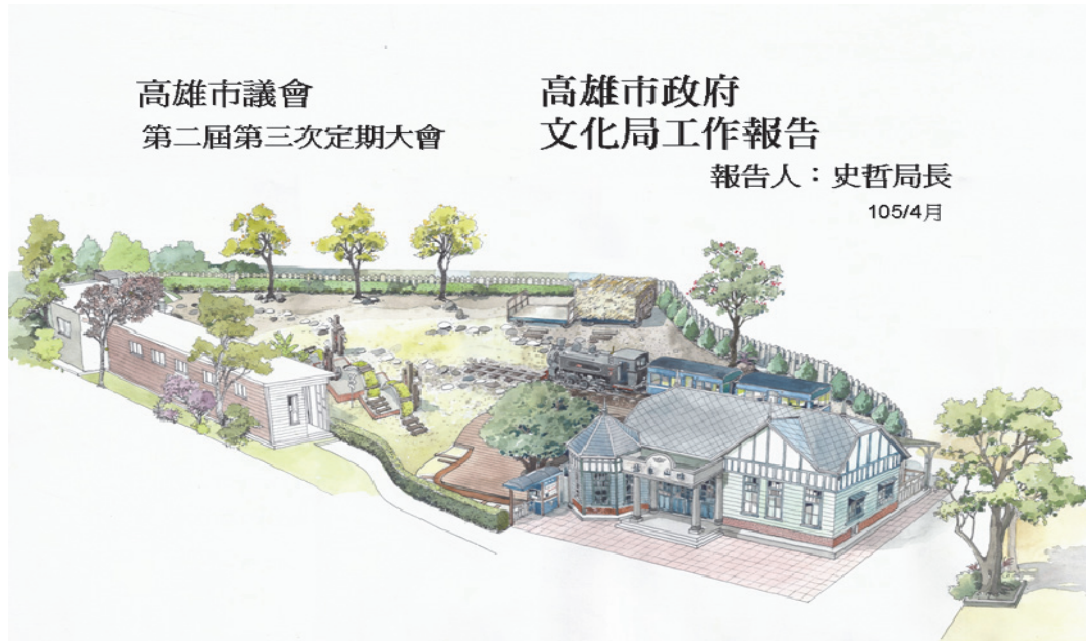 高雄市議會
第二屆第三次定期大會
高雄市政府
文化局工作報告
報告人：史哲局長
105/4月